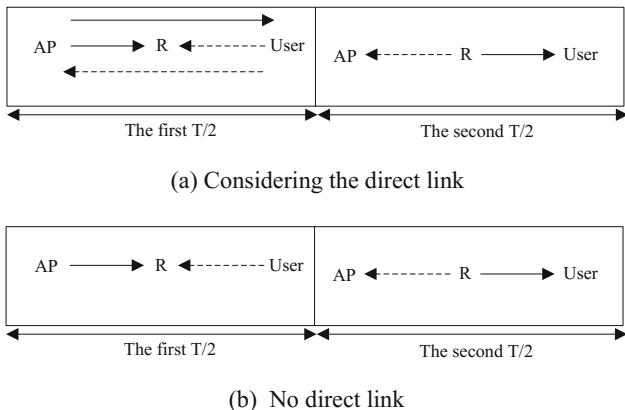 AP R User
AP R User
The first T/2
The second T/2
(a) Considering the direct link
AP R User
AP R User
The first T/2
The second T/2
(b) No direct link